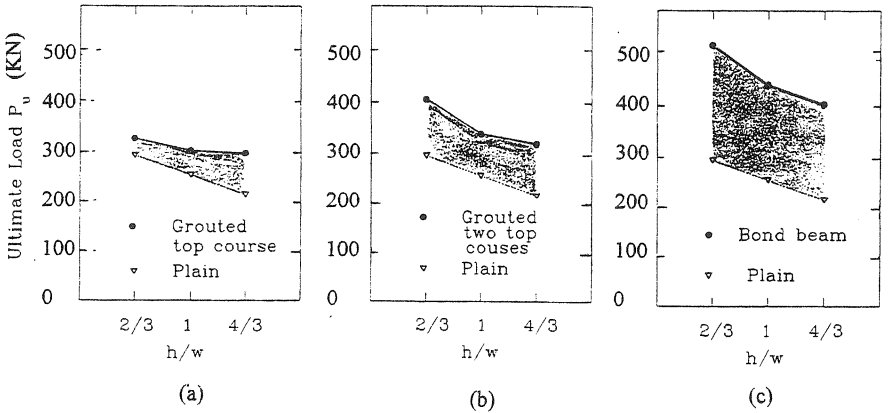 Ultimate Load Pu (KN)
500
400
300
200
100
0
Grouted
top course
Plain
2/3 1 4/3
h/w
(a)
500
400
300
200
100
0
Grouted
two top
couses
Plain
2/3 1 4/3
h/w
(b)
500
400
300
200
100
0
Bond beam
Plain
2/3 1 4/3
h/w
(c)